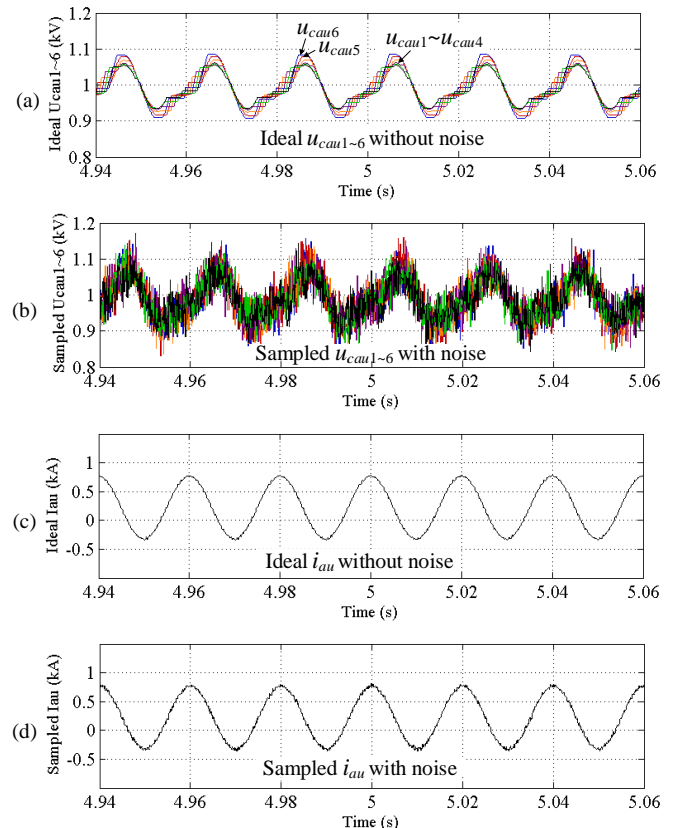 (a)
Ideal Ucau1~6 (kV)
1.2
1.1
1
0.9
0.8
ucau6
ucau5
ucau1~ucau4
Ideal ucau1~6 without noise
4.94 4.96 4.98 5 5.02 5.04 5.06
Time (s)
(b)
Sampled Ucau1~6 (kV)
1.2
1.1
1
0.9
0.8
Sampled ucau1~6 with noise
4.94 4.96 4.98 5 5.02 5.04 5.06
Time (s)
(c)
Ideal Iau (kA)
1
0.5
0
-0.5
Ideal iau without noise
4.94 4.96 4.98 5 5.02 5.04 5.06
Time (s)
(d)
Sampled Iau (kA)
1
0.5
0
-0.5
Sampled iau with noise
4.94 4.96 4.98 5 5.02 5.04 5.06
Time (s)